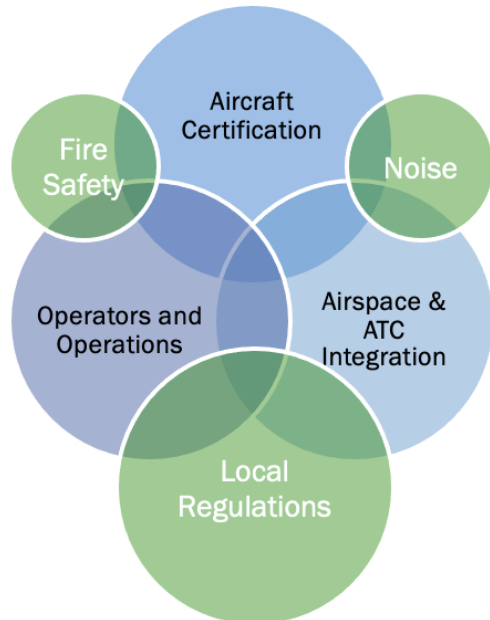 Aircraft
Certification
Fire
Safety
Noise
Operators and
Operations
Airspace &
ATC
Integration
Local
Regulations